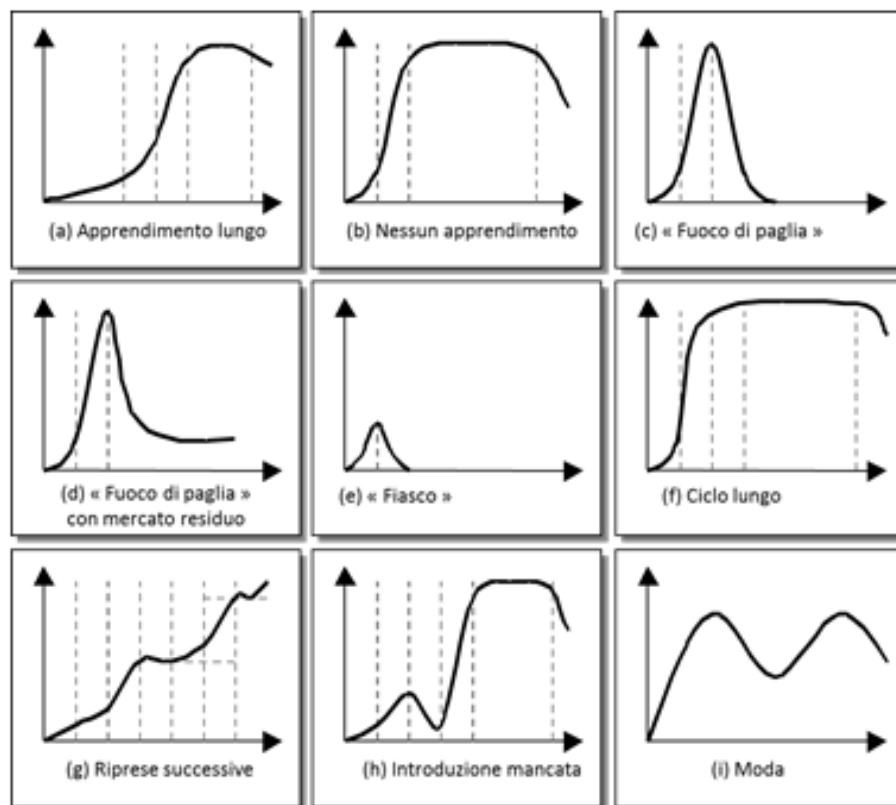 (a) Apprendimento lungo
(b) Nessun apprendimento
(c) « Fuoco di paglia »
(d) « Fuoco di paglia »
con mercato residuo
(e) « Fiasco »
(f) Ciclo lungo
(g) Riprese successive
(h) Introduzione mancata
(i) Moda